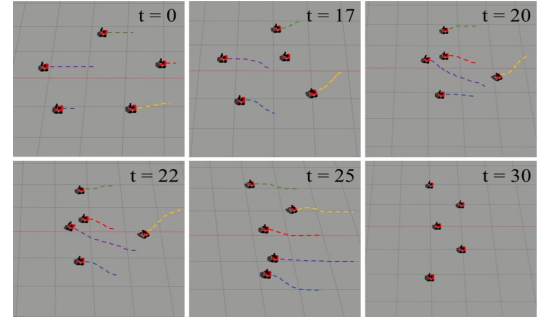 t = 0
t = 17
t = 20
t = 22
t = 25
t = 30